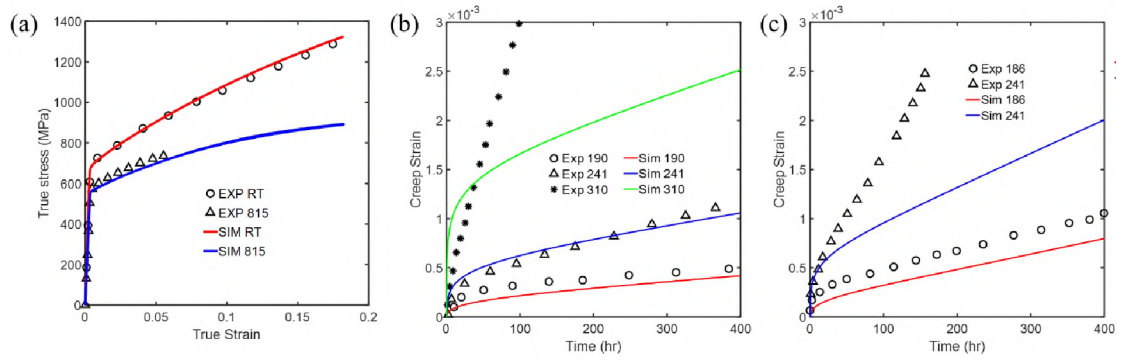 (a)
1400
1200
1000
800
600
400
200
0
True stress (MPa)
EXP RT
EXP 815
SIM RT
SIM 815
0
0.05
0.1
0.15
0.2
True Strain
(b)
×10⁻³
3
2.5
2
1.5
1
0.5
0
Creep Strain
Exp 190 Sim 190
Exp 241 Sim 241
Exp 310 Sim 310
0
100
200
300
400
Time (hr)
(c)
×10⁻³
3
2.5
2
1.5
1
0.5
0
Creep Strain
Exp 186
Exp 241
Sim 186
Sim 241
0
100
200
300
400
Time (hr)